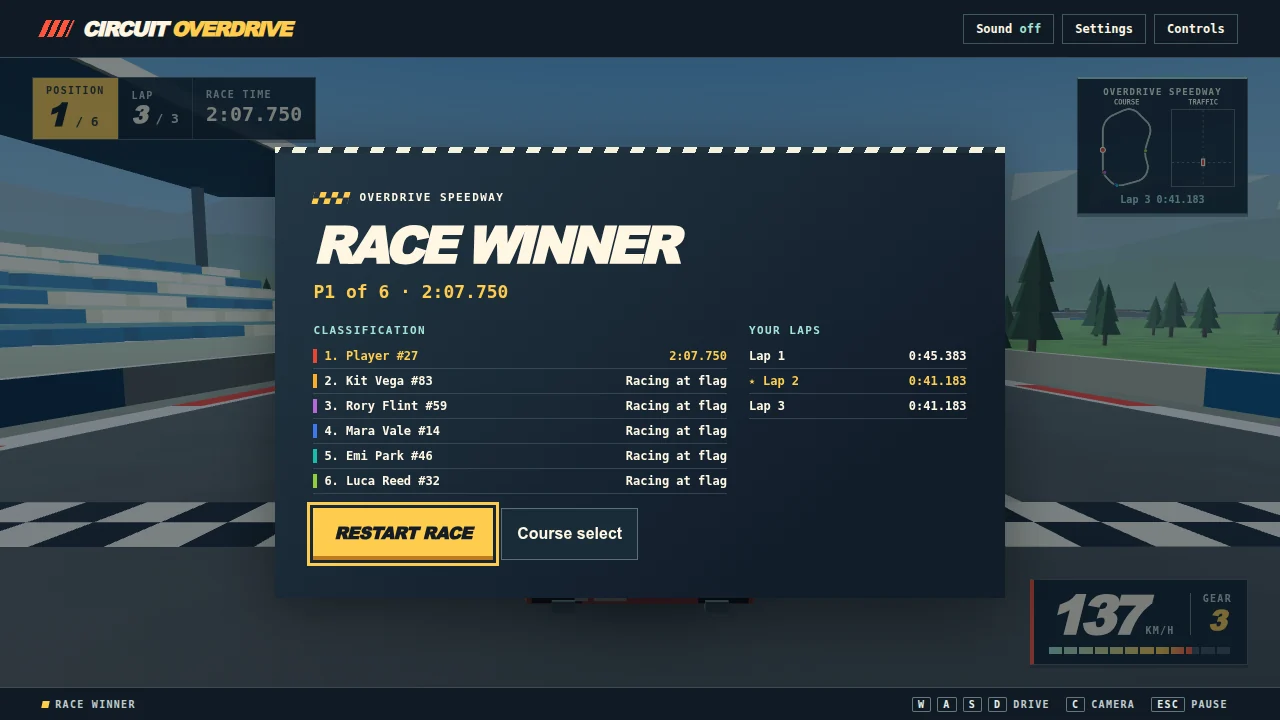 CIRCUIT OVERDRIVE
Sound off
Settings
Controls
POSITION
1 / 6
LAP
3 / 3
RACE TIME
2:07.750
OVERDRIVE SPEEDWAY
COURSE
TRAFFIC
Lap 3 0:41.183
OVERDRIVE SPEEDWAY
RACE WINNER
P1 of 6 · 2:07.750
CLASSIFICATION
1. Player #27 2:07.750
2. Kit Vega #83 Racing at flag
3. Rory Flint #59 Racing at flag
4. Mara Vale #14 Racing at flag
5. Emi Park #46 Racing at flag
6. Luca Reed #32 Racing at flag
YOUR LAPS
Lap 1 0:45.383
★ Lap 2 0:41.183
Lap 3 0:41.183
RESTART RACE
Course select
137 KM/H
GEAR
3
RACE WINNER
W A S D DRIVE C CAMERA ESC PAUSE